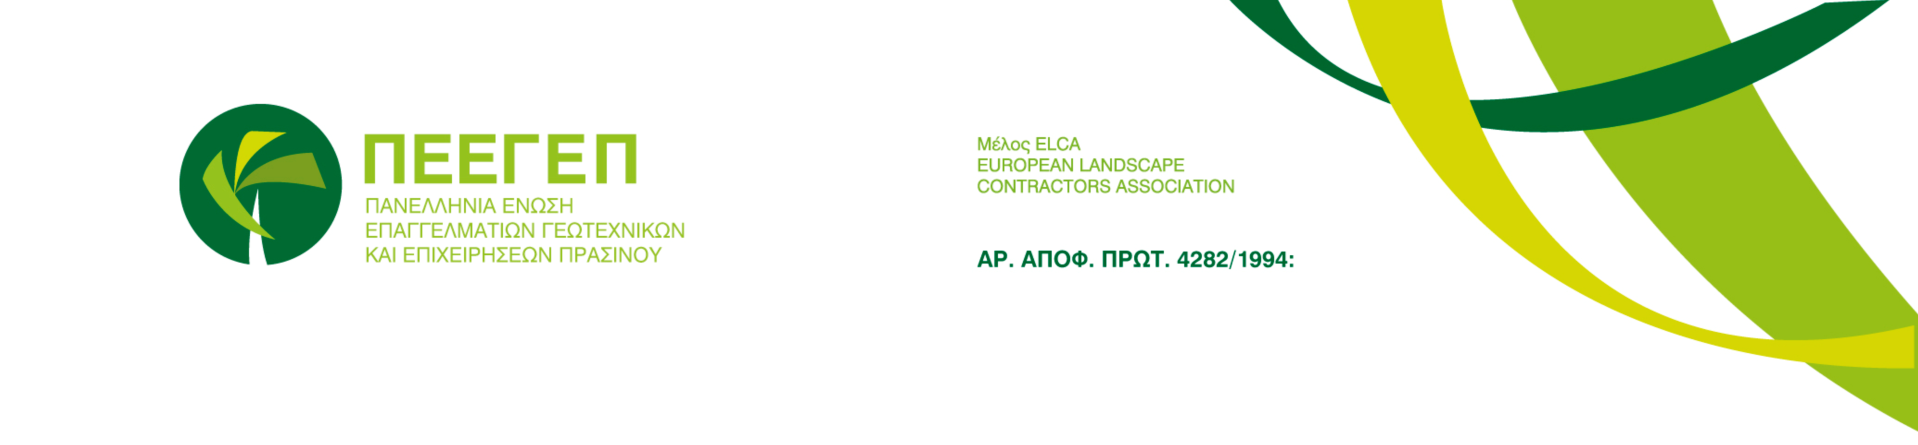 ΠΕΕΓΕΠ
ΠΑΝΕΛΛΗΝΙΑ ΕΝΩΣΗ
ΕΠΑΓΓΕΛΜΑΤΙΩΝ ΓΕΩΤΕΧΝΙΚΩΝ
ΚΑΙ ΕΠΙΧΕΙΡΗΣΕΩΝ ΠΡΑΣΙΝΟΥ
Μέλος ELCA
EUROPEAN LANDSCAPE
CONTRACTORS ASSOCIATION
ΑΡ. ΑΠΟΦ. ΠΡΩΤ. 4282/1994: